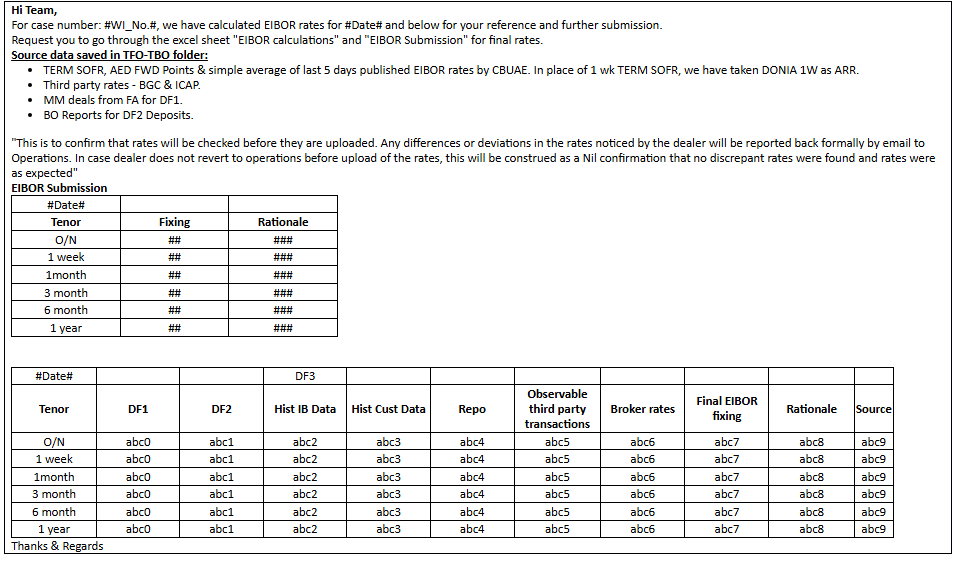 Hi Team,
For case number: #WI_No.#, we have calculated EIBOR rates for #Date# and below for your reference and further submission.
Request you to go through the excel sheet "EIBOR calculations" and "EIBOR Submission" for final rates.
Source data saved in TFO-TBO folder:
• TERM SOFR, AED FWD Points & simple average of last 5 days published EIBOR rates by CBUAE. In place of 1 wk TERM SOFR, we have taken DONIA 1W as ARR.
• Third party rates - BGC & ICAP.
• MM deals from FA for DF1.
• BO Reports for DF2 Deposits.
"This is to confirm that rates will be checked before they are uploaded. Any differences or deviations in the rates noticed by the dealer will be reported back formally by email to
Operations. In case dealer does not revert to operations before upload of the rates, this will be construed as a Nil confirmation that no discrepant rates were found and rates were
as expected"
EIBOR Submission
#Date#
Tenor Fixing Rationale
O/N ## ###
1 week ## ###
1month ## ###
3 month ## ###
6 month ## ###
1 year ## ###
#Date# DF3
Tenor DF1 DF2 Hist IB Data Hist Cust Data Repo Observable third party transactions Broker rates Final EIBOR fixing Rationale Source
O/N abc0 abc1 abc2 abc3 abc4 abc5 abc6 abc7 abc8 abc9
1 week abc0 abc1 abc2 abc3 abc4 abc5 abc6 abc7 abc8 abc9
1month abc0 abc1 abc2 abc3 abc4 abc5 abc6 abc7 abc8 abc9
3 month abc0 abc1 abc2 abc3 abc4 abc5 abc6 abc7 abc8 abc9
6 month abc0 abc1 abc2 abc3 abc4 abc5 abc6 abc7 abc8 abc9
1 year abc0 abc1 abc2 abc3 abc4 abc5 abc6 abc7 abc8 abc9
Thanks & Regards